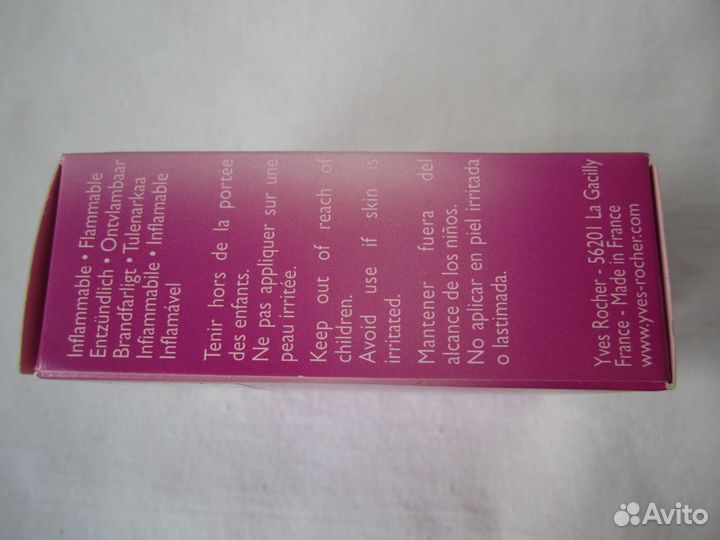 Inflammable • Flammable
Entzündlich • Ontvlambaar
Brandfarligt • Tulenarkaa
Infiammabile • Inflamable
Inflamável
Tenir hors de la portée
des enfants.
Ne pas appliquer sur une
peau irritée.
Keep out of reach of
children.
Avoid use if skin is
irritated.
Mantener fuera del
alcance de los niños.
No aplicar en piel irritada
o lastimada.
Yves Rocher - 56201 La Gacilly
France - Made in France
www.yves-rocher.com
Avito